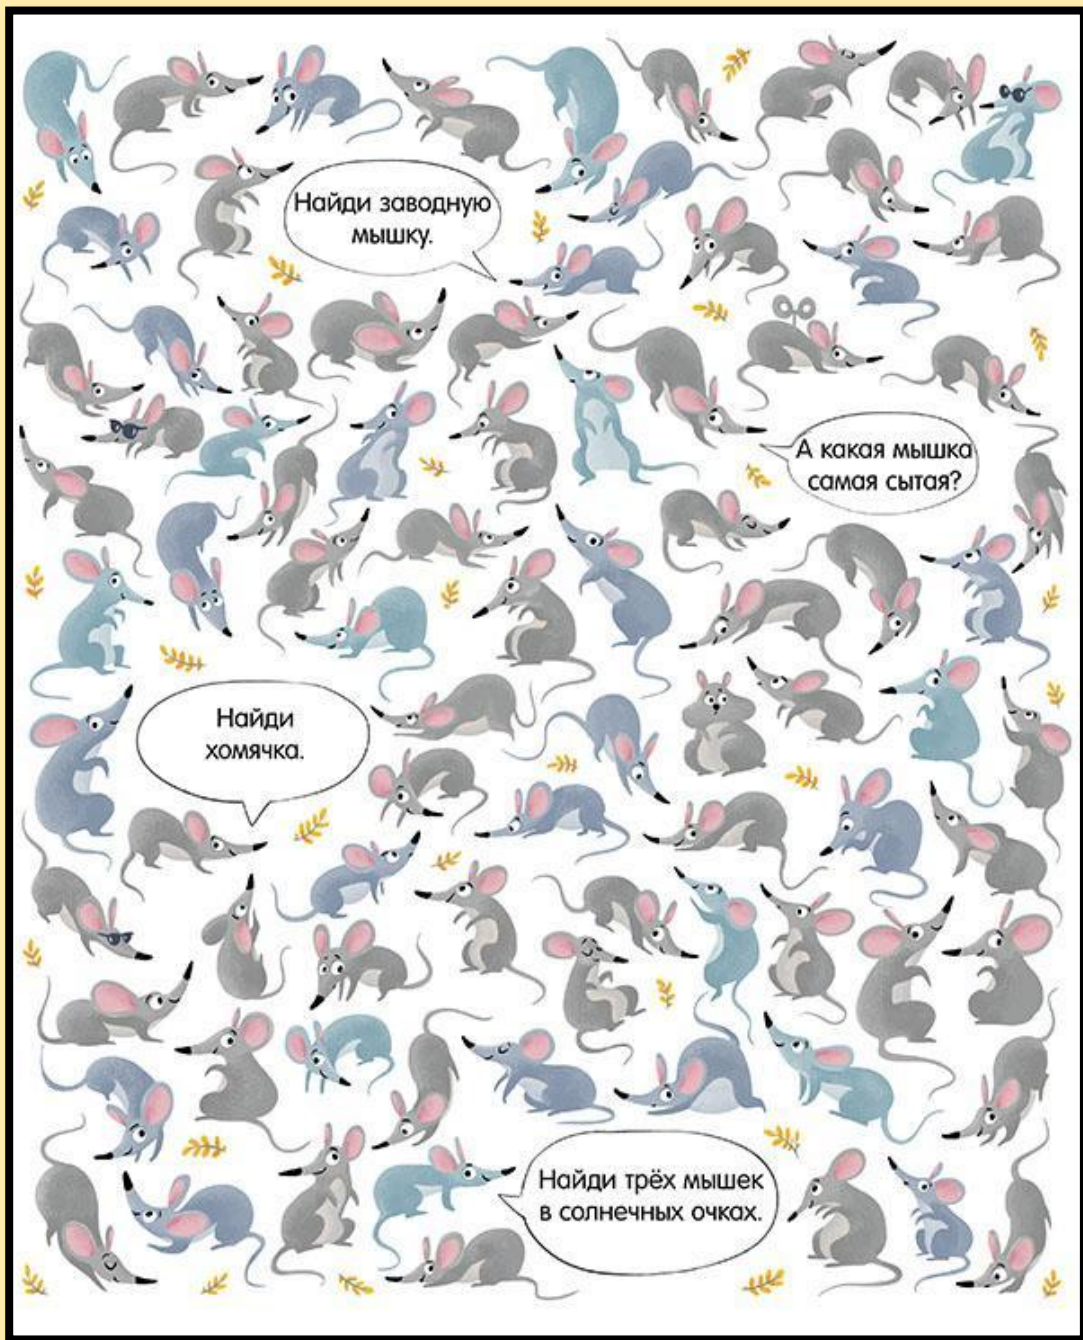 Найди заводную
мышку.
А какая мышка
самая сытая?
Найди
хомячка.
Найди трёх мышек
в солнечных очках.